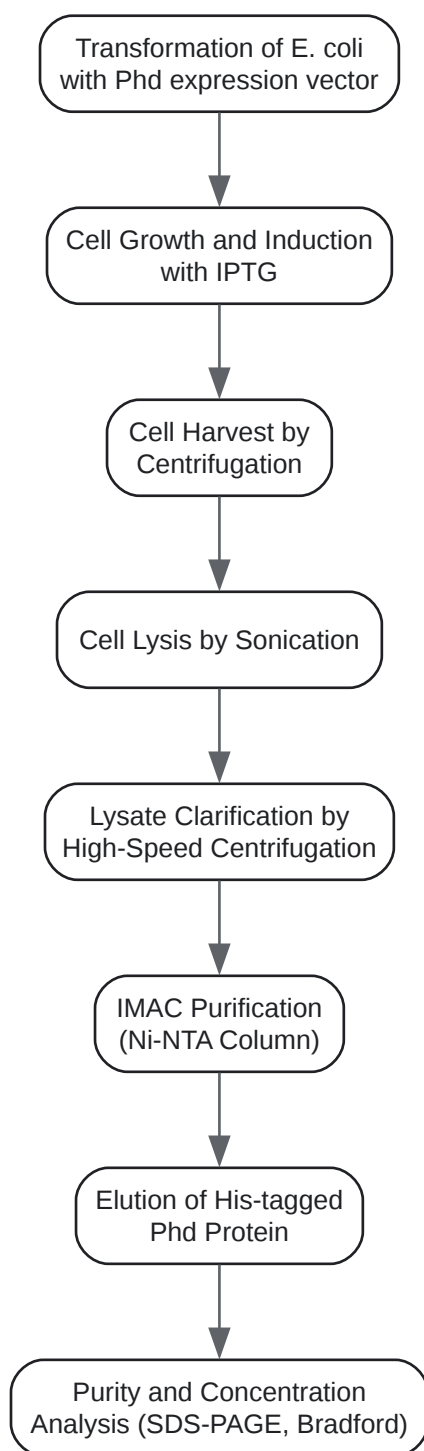 Transformation of E. coli
with Phd expression vector
Cell Growth and Induction
with IPTG
Cell Harvest by
Centrifugation
Cell Lysis by Sonication
Lysate Clarification by
High-Speed Centrifugation
IMAC Purification
(Ni-NTA Column)
Elution of His-tagged
Phd Protein
Purity and Concentration
Analysis (SDS-PAGE, Bradford)